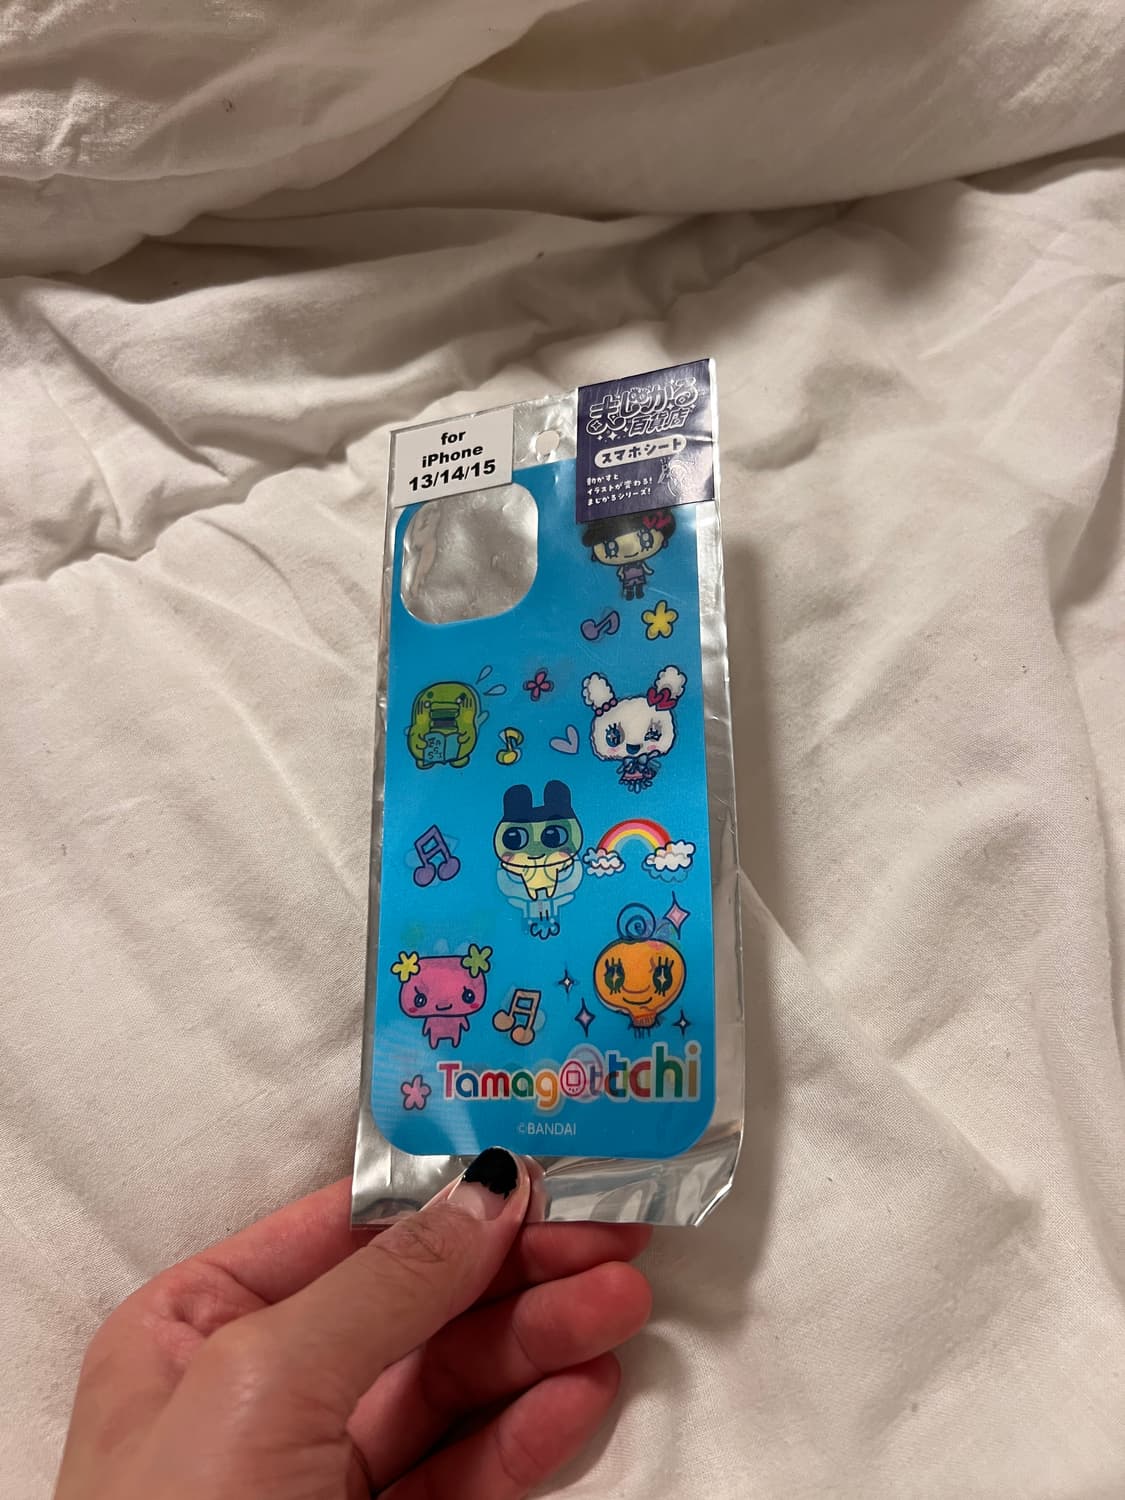 for
iPhone
13/14/15
まじかる
百貨店
スマホシート
動かすと
イラストが変わる!
まじかるシリーズ!
Tamagotchi
©BANDAI